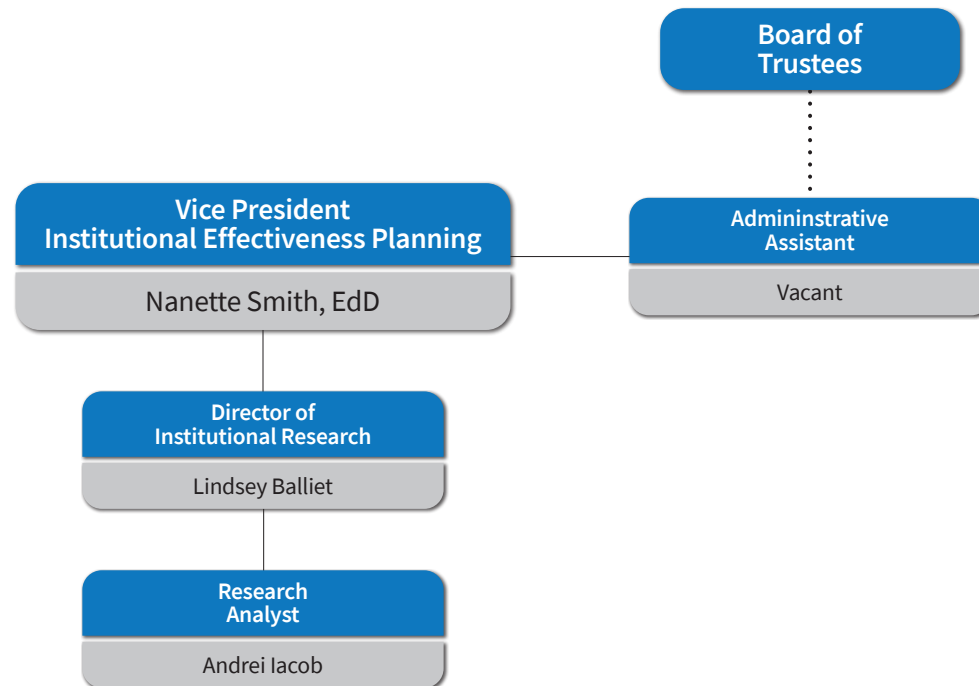 Board of
Trustees
Vice President
Institutional Effectiveness Planning
Nanette Smith, EdD
Admininstrative
Assistant
Vacant
Director of
Institutional Research
Lindsey Balliet
Research
Analyst
Andrei Iacob